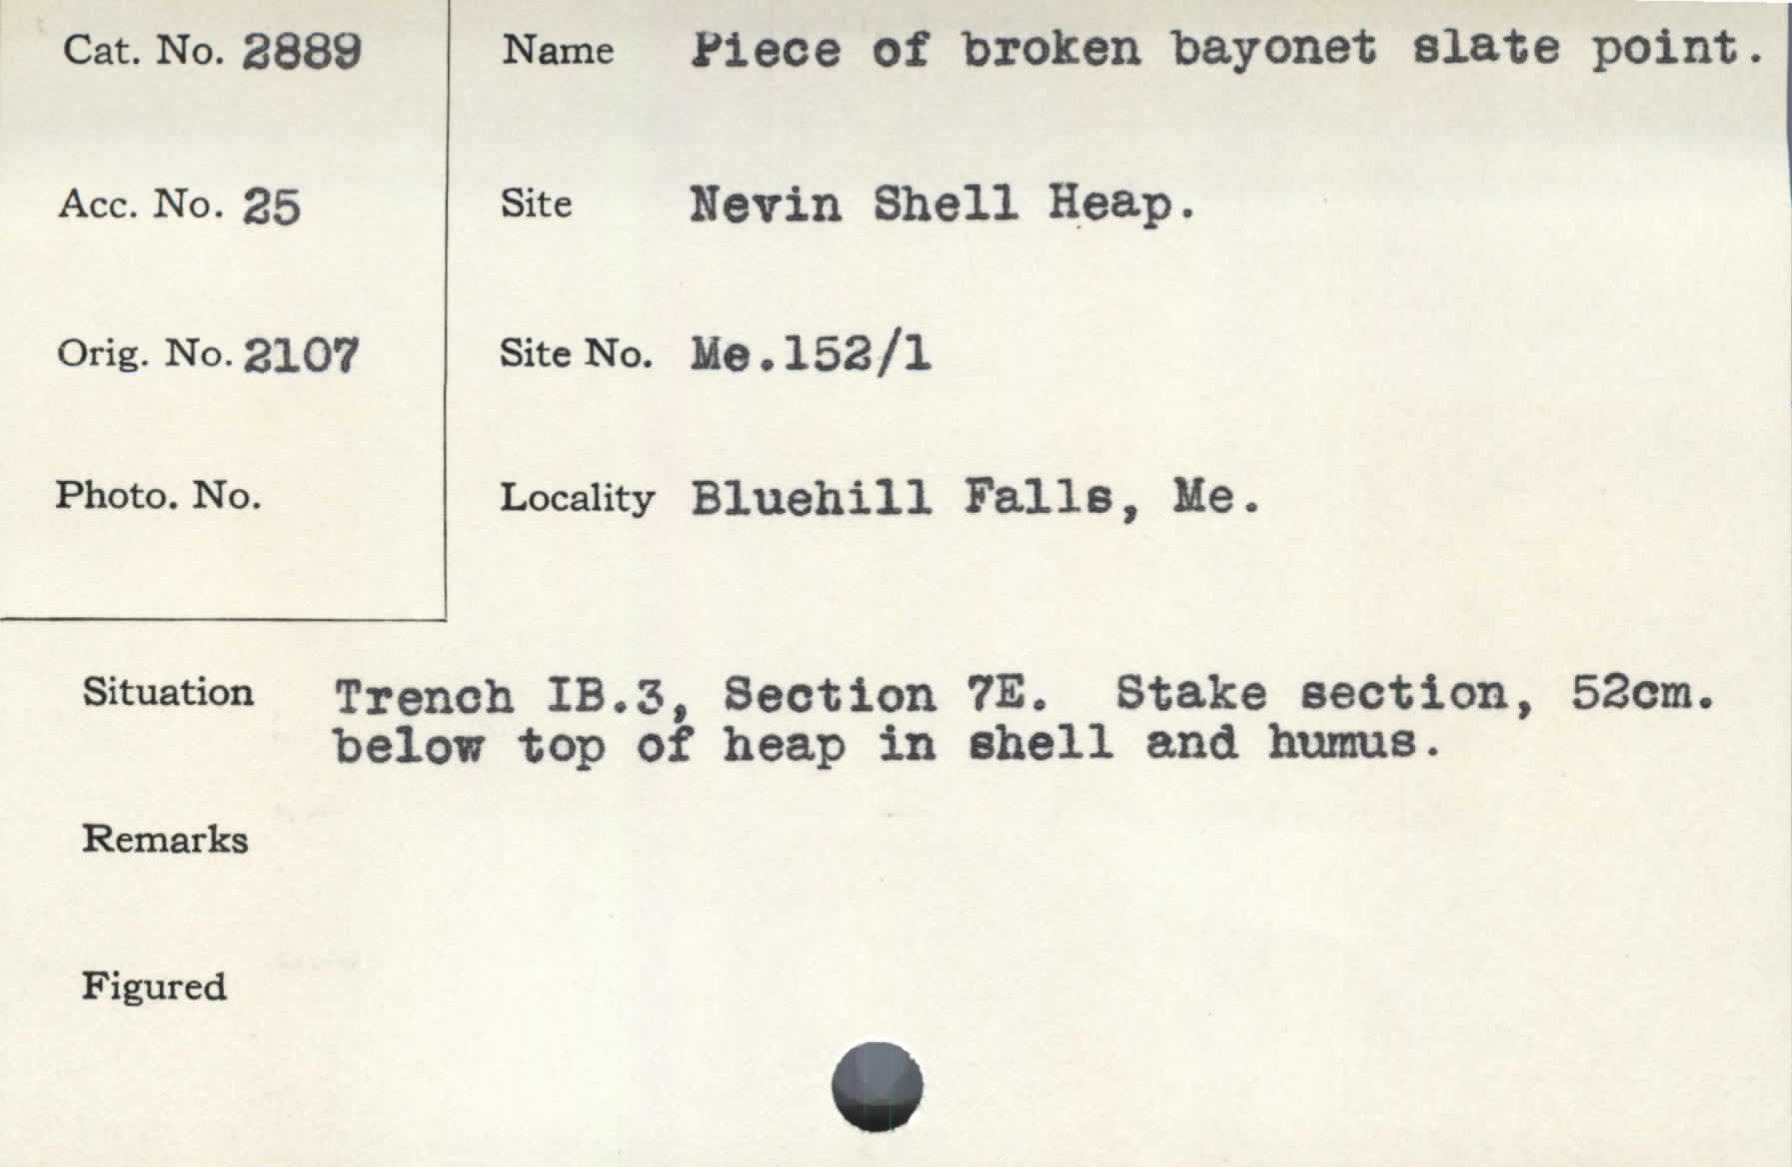 Cat. No. 2889 Name Piece of broken bayonet slate point.
Acc. No. 25 Site Nevin Shell Heap.
Orig. No. 2107 Site No. Me.152/1
Photo. No. Locality Bluehill Falls, Me.
Situation Trench IB.3, Section 7E. Stake section, 52cm.
below top of heap in shell and humus.
Remarks
Figured